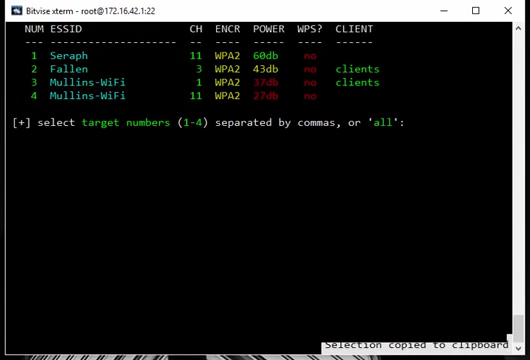 Bitvise xterm - root@172.16.42.1:22
NUM ESSID CH ENCR POWER WPS? CLIENT
--- -------------------- -- ---- ----- ---- ------
1 Seraph 11 WPA2 60db no
2 Fallen 3 WPA2 43db no clients
3 Mullins-WiFi 1 WPA2 37db no clients
4 Mullins-WiFi 11 WPA2 27db no
[+] select target numbers (1-4) separated by commas, or 'all':
Selection copied to clipboard